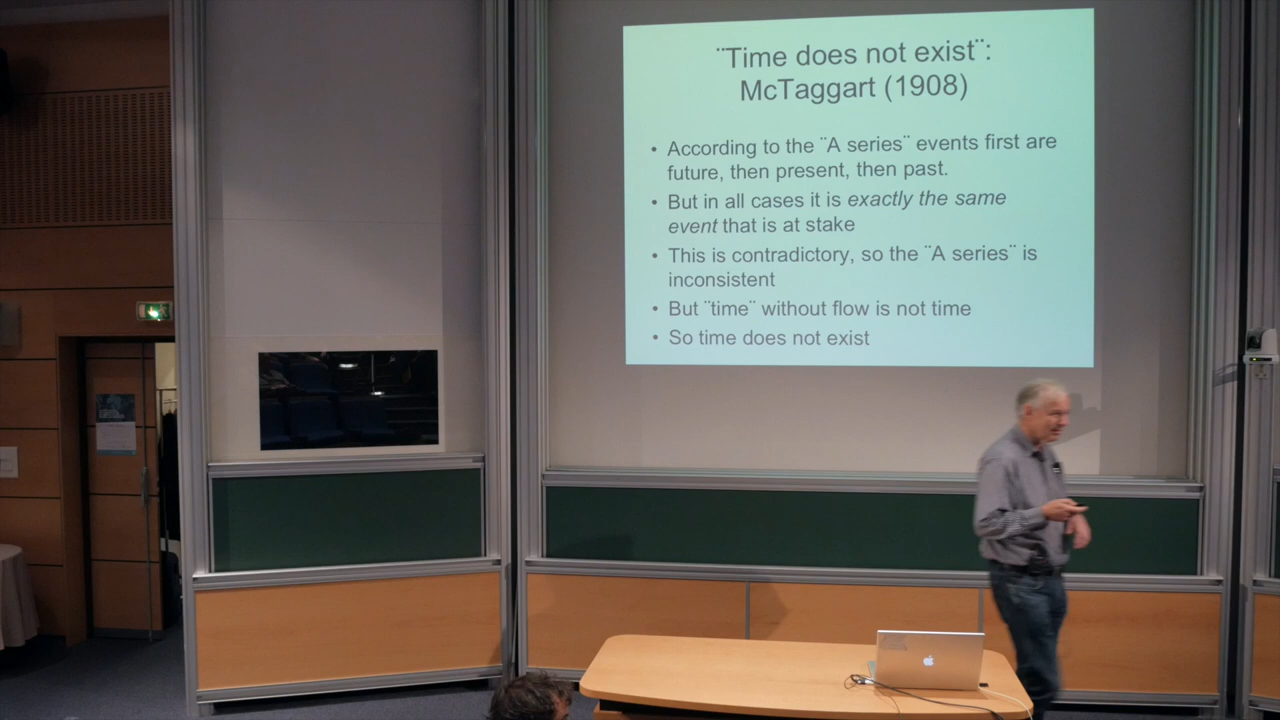 ¨Time does not exist¨:
McTaggart (1908)
• According to the ¨A series¨ events first are
future, then present, then past.
• But in all cases it is exactly the same
event that is at stake
• This is contradictory, so the ¨A series¨ is
inconsistent
• But ¨time¨ without flow is not time
• So time does not exist